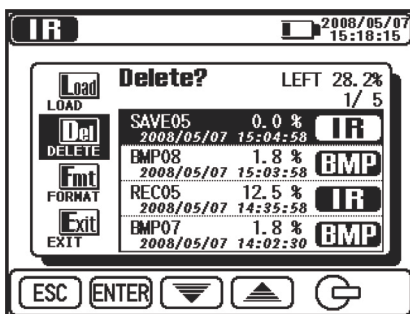 IR 2008/05/07
15:18:15
Load
LOAD
Delete? LEFT 28.2%
1/ 5
Del
DELETE
SAVE05 0.0 % IR
2008/05/07 15:04:58
BMP08 1.8 % BMP
2008/05/07 15:03:58
Fmt
FORMAT
REC05 12.5 % IR
2008/05/07 14:35:58
Exit
EXIT
BMP07 1.8 % BMP
2008/05/07 14:02:30
ESC ENTER